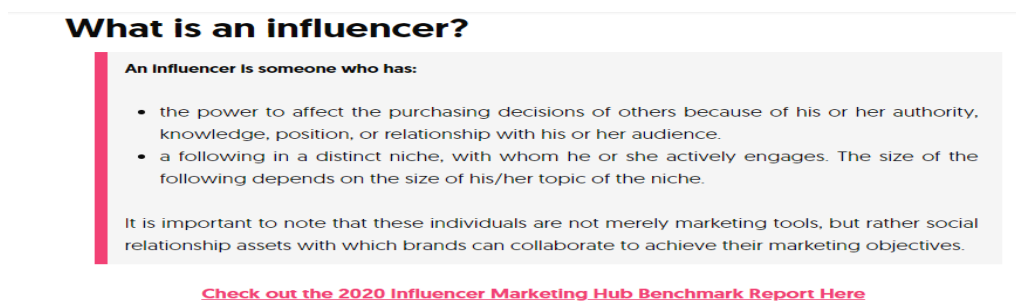 What is an influencer?
An influencer is someone who has:
• the power to affect the purchasing decisions of others because of his or her authority,
knowledge, position, or relationship with his or her audience.
• a following in a distinct niche, with whom he or she actively engages. The size of the
following depends on the size of his/her topic of the niche.
It is important to note that these individuals are not merely marketing tools, but rather social
relationship assets with which brands can collaborate to achieve their marketing objectives.
Check out the 2020 Influencer Marketing Hub Benchmark Report Here